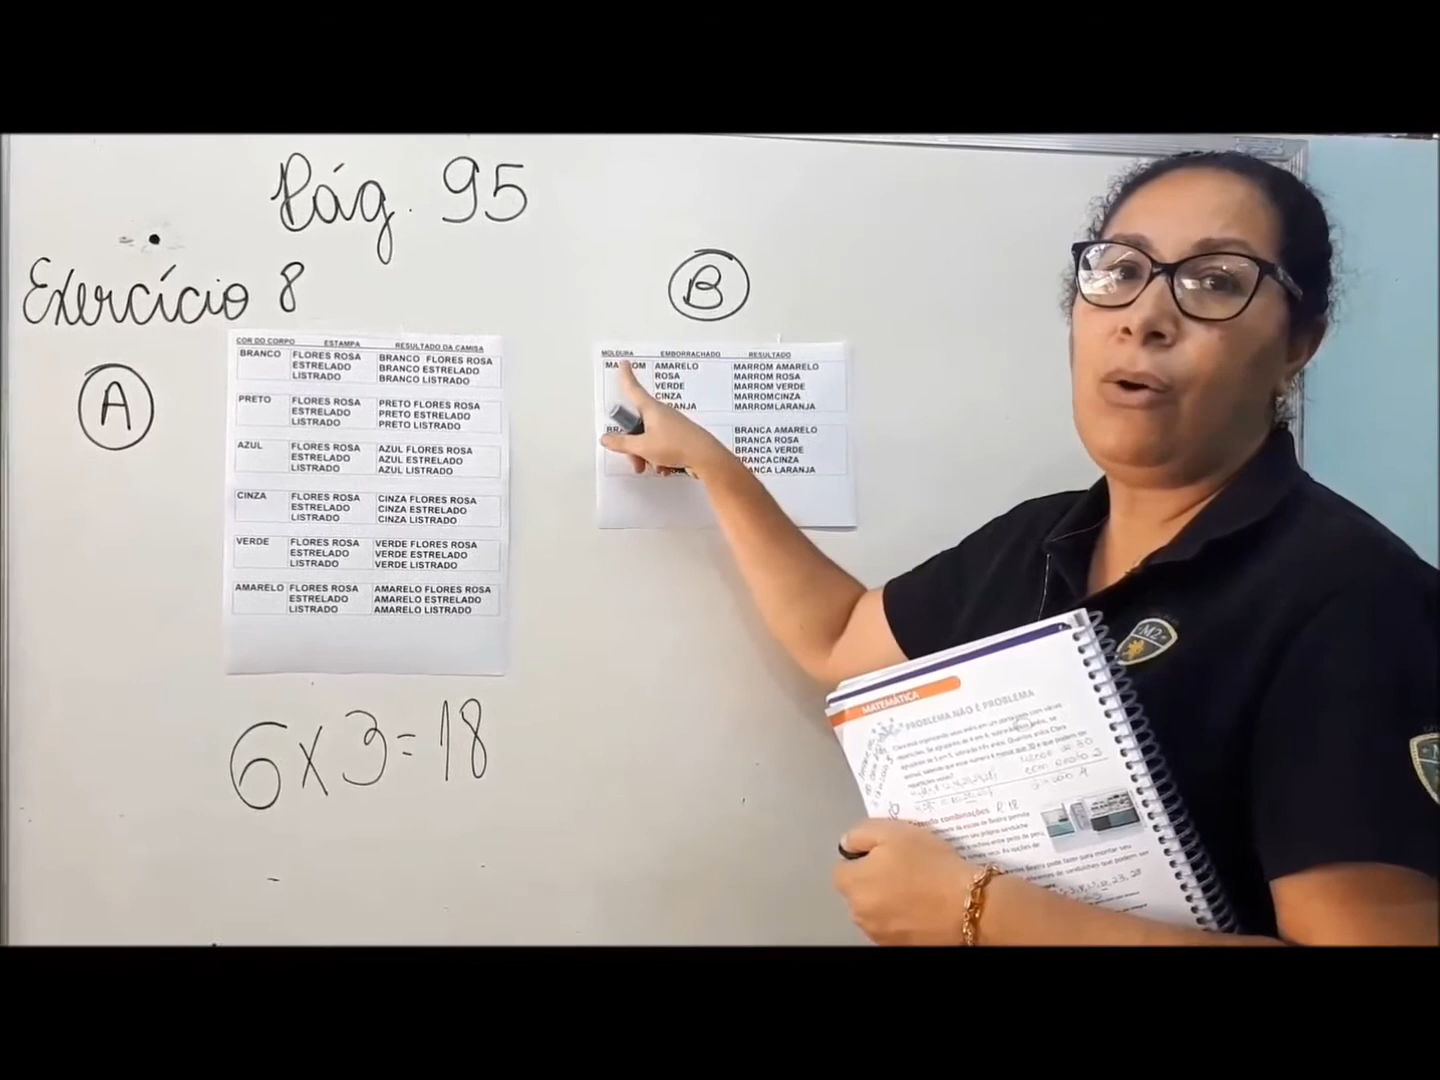 Pág. 95
Exercício 8
A
COR DO CORPO ESTAMPA RESULTADO DA CAMISA
BRANCO FLORES ROSA BRANCO FLORES ROSA
ESTRELADO BRANCO ESTRELADO
LISTRADO BRANCO LISTRADO
PRETO FLORES ROSA PRETO FLORES ROSA
ESTRELADO PRETO ESTRELADO
LISTRADO PRETO LISTRADO
AZUL FLORES ROSA AZUL FLORES ROSA
ESTRELADO AZUL ESTRELADO
LISTRADO AZUL LISTRADO
CINZA FLORES ROSA CINZA FLORES ROSA
ESTRELADO CINZA ESTRELADO
LISTRADO CINZA LISTRADO
VERDE FLORES ROSA VERDE FLORES ROSA
ESTRELADO VERDE ESTRELADO
LISTRADO VERDE LISTRADO
AMARELO FLORES ROSA AMARELO FLORES ROSA
ESTRELADO AMARELO ESTRELADO
LISTRADO AMARELO LISTRADO
6 x 3 = 18
B
MOLDURA EMBORRACHADO RESULTADO
MARROM AMARELO MARROM AMARELO
ROSA MARROM ROSA
VERDE MARROM VERDE
CINZA MARROM CINZA
MARROM LARANJA
BRANCA AMARELO
BRANCA ROSA
BRANCA VERDE
BRANCA CINZA
LARANJA
MATEMÁTICA
PROBLEMA NÃO É PROBLEMA
combinações R 18
M2